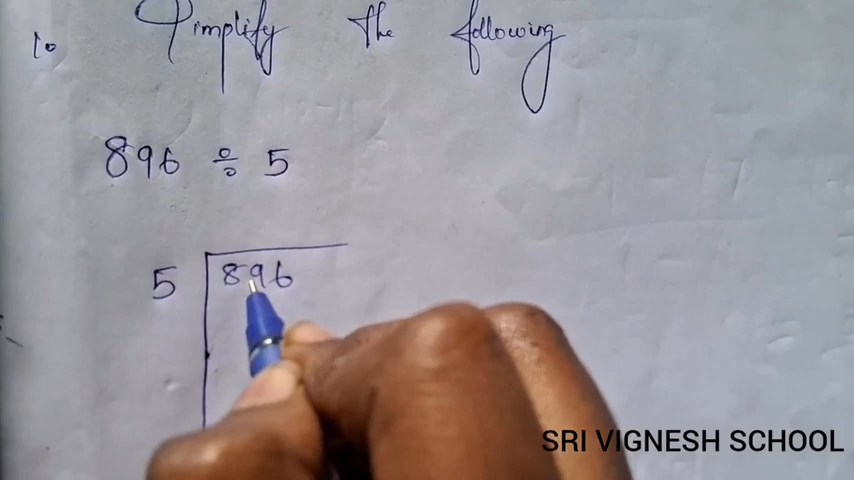 1. Simplify the following
896 ÷ 5
5 896
SRI VIGNESH SCHOOL